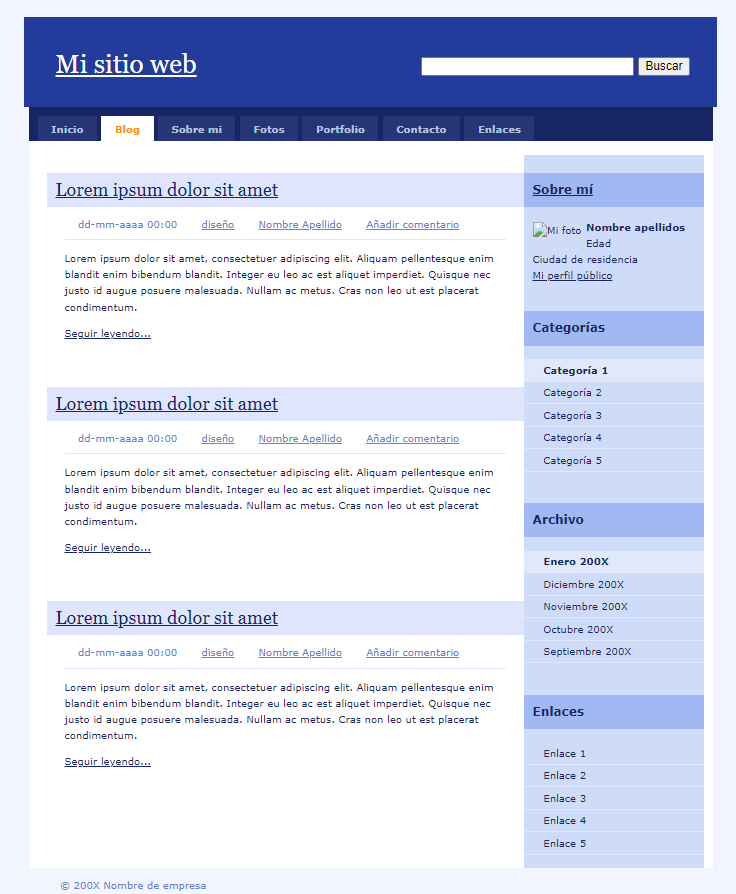 Mi sitio web
Buscar
Inicio Blog Sobre mi Fotos Portfolio Contacto Enlaces
Lorem ipsum dolor sit amet
dd-mm-aaaa 00:00 diseño Nombre Apellido Añadir comentario
Lorem ipsum dolor sit amet, consectetuer adipiscing elit. Aliquam pellentesque enim
blandit enim bibendum blandit. Integer eu leo ac est aliquet imperdiet. Quisque nec
justo id augue posuere malesuada. Nullam ac metus. Cras non leo ut est placerat
condimentum.
Seguir leyendo...
Lorem ipsum dolor sit amet
dd-mm-aaaa 00:00 diseño Nombre Apellido Añadir comentario
Lorem ipsum dolor sit amet, consectetuer adipiscing elit. Aliquam pellentesque enim
blandit enim bibendum blandit. Integer eu leo ac est aliquet imperdiet. Quisque nec
justo id augue posuere malesuada. Nullam ac metus. Cras non leo ut est placerat
condimentum.
Seguir leyendo...
Lorem ipsum dolor sit amet
dd-mm-aaaa 00:00 diseño Nombre Apellido Añadir comentario
Lorem ipsum dolor sit amet, consectetuer adipiscing elit. Aliquam pellentesque enim
blandit enim bibendum blandit. Integer eu leo ac est aliquet imperdiet. Quisque nec
justo id augue posuere malesuada. Nullam ac metus. Cras non leo ut est placerat
condimentum.
Seguir leyendo...
Sobre mí
Mi foto Nombre apellidos
Edad
Ciudad de residencia
Mi perfil público
Categorías
Categoría 1
Categoría 2
Categoría 3
Categoría 4
Categoría 5
Archivo
Enero 200X
Diciembre 200X
Noviembre 200X
Octubre 200X
Septiembre 200X
Enlaces
Enlace 1
Enlace 2
Enlace 3
Enlace 4
Enlace 5
© 200X Nombre de empresa